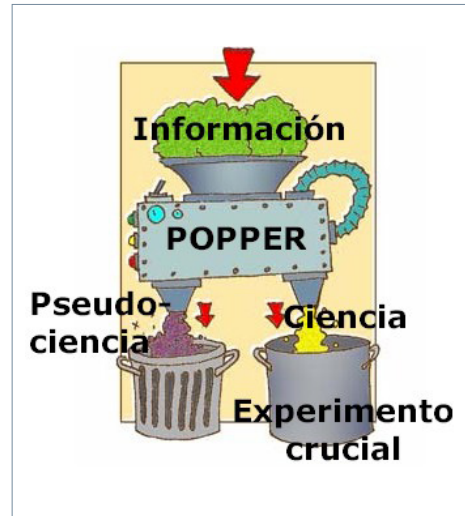 Información
POPPER
Pseudo-
ciencia
Ciencia
Experimento
crucial